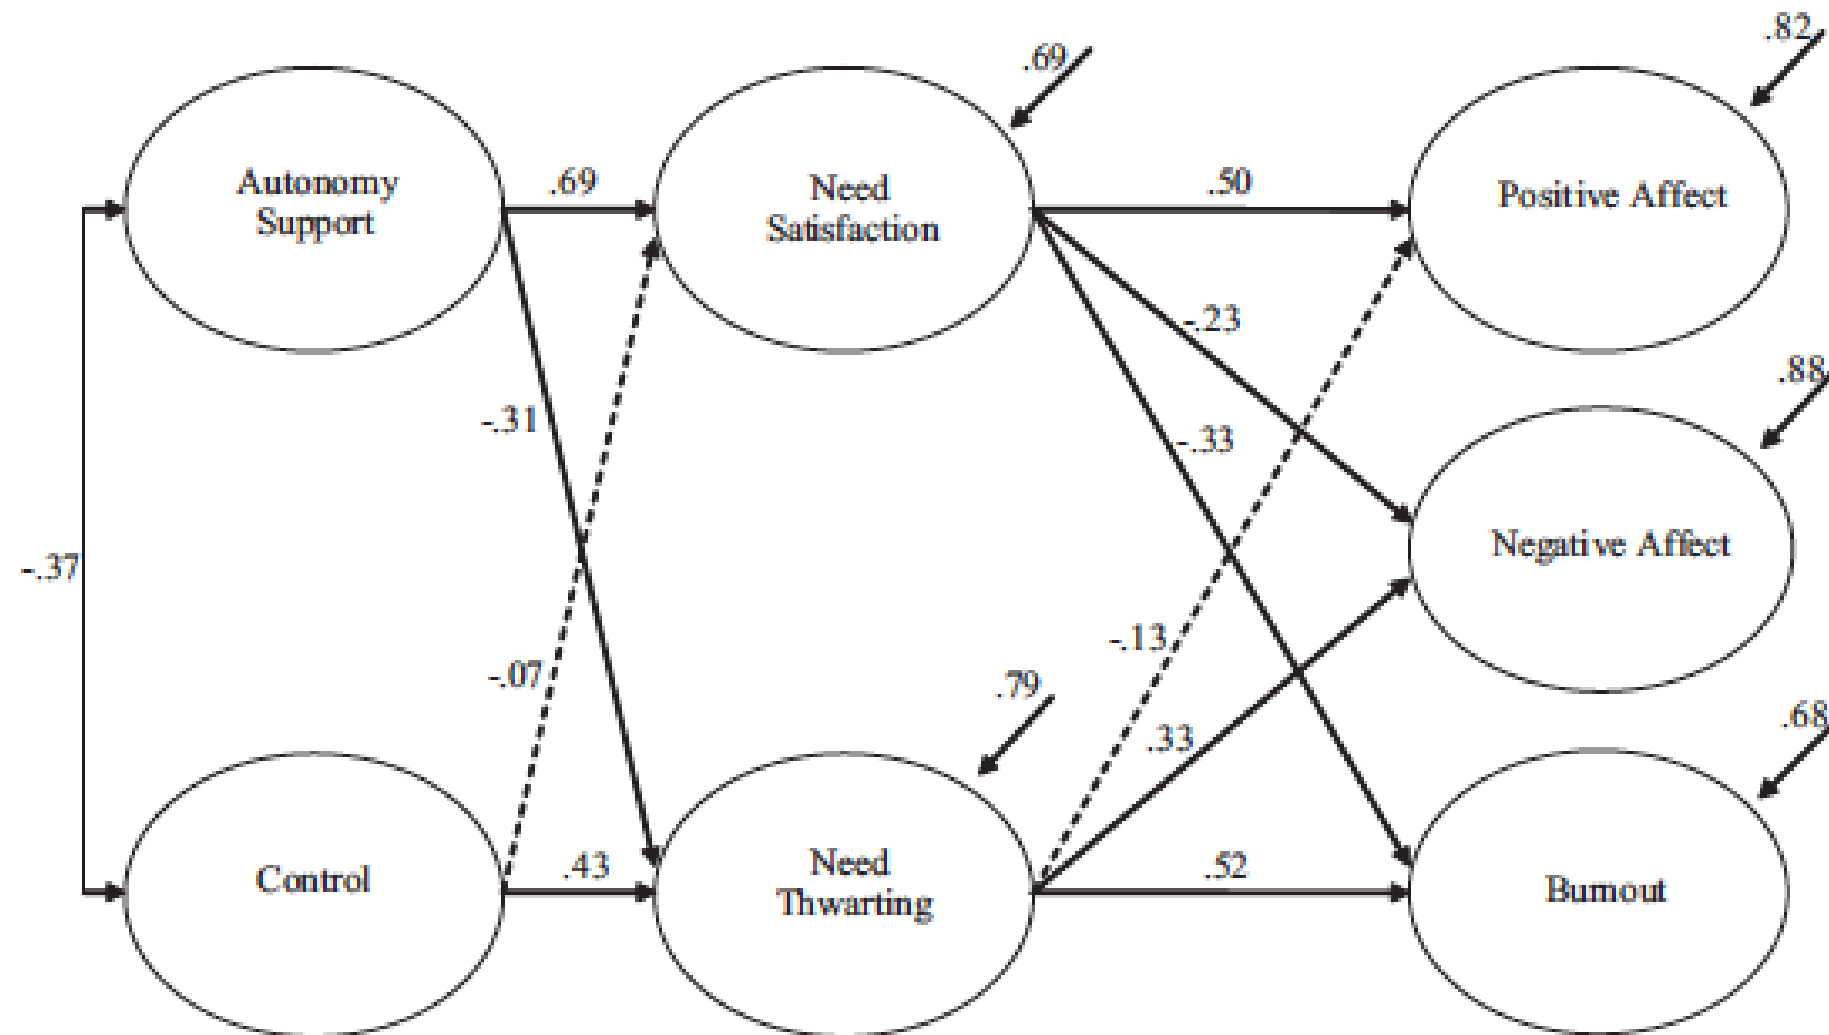 .82
.69
Autonomy
Support
.69
Need
Satisfaction
.50
Positive Affect
-.23
.88
-.31
-.33
-.37
Negative Affect
-.07
-.13
.79
.33
.68
Control
.43
Need
Thwarting
.52
Burnout